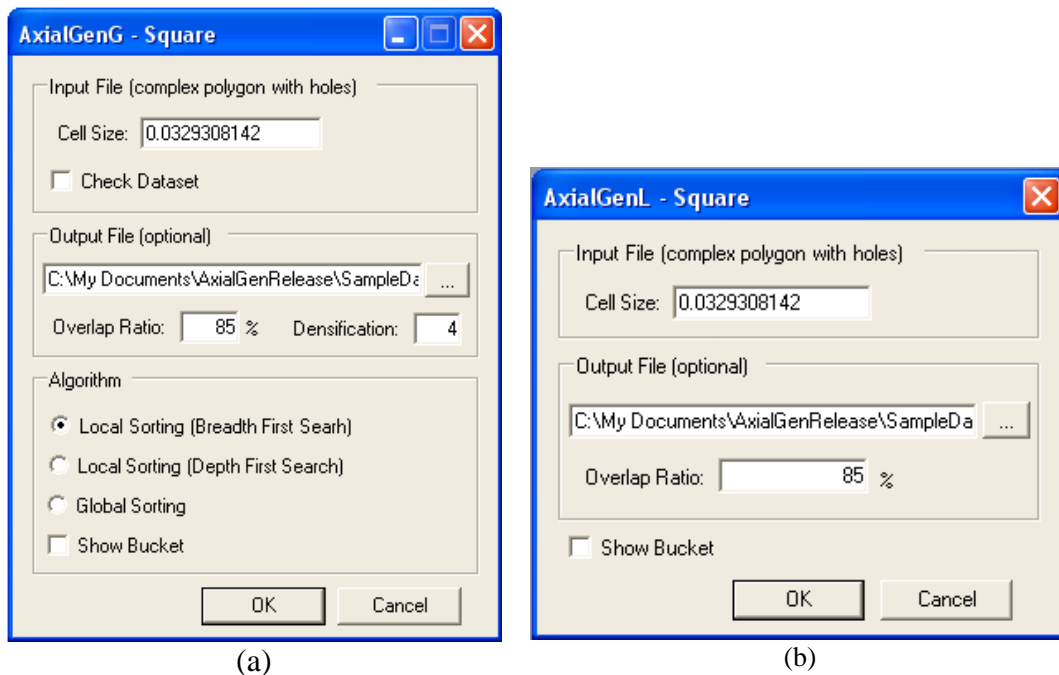 AxialGenG - Square
Input File (complex polygon with holes)
Cell Size: 0.0329308142
Check Dataset
Output File (optional)
C:\My Documents\AxialGenRelease\SampleDa
...
Overlap Ratio: 85 % Densification: 4
Algorithm
Local Sorting (Breadth First Searh)
Local Sorting (Depth First Search)
Global Sorting
Show Bucket
OK Cancel
(a)
AxialGenL - Square
Input File (complex polygon with holes)
Cell Size: 0.0329308142
Output File (optional)
C:\My Documents\AxialGenRelease\SampleDa
...
Overlap Ratio: 85 %
Show Bucket
OK Cancel
(b)